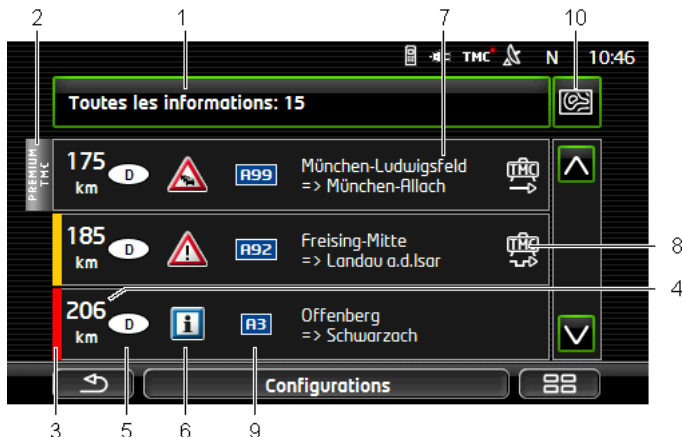 2
1
7
10
TMC
N
10:46
Toutes les informations: 15
PREMIUM
TMC
175
km
D
A99
München-Ludwigsfeld
=> München-Allach
TMC
185
km
D
A92
Freising-Mitte
=> Landau a.d.Isar
TMC
8
4
206
km
D
i
A3
Offenberg
=> Schwarzach
Configurations
3
5
6
9